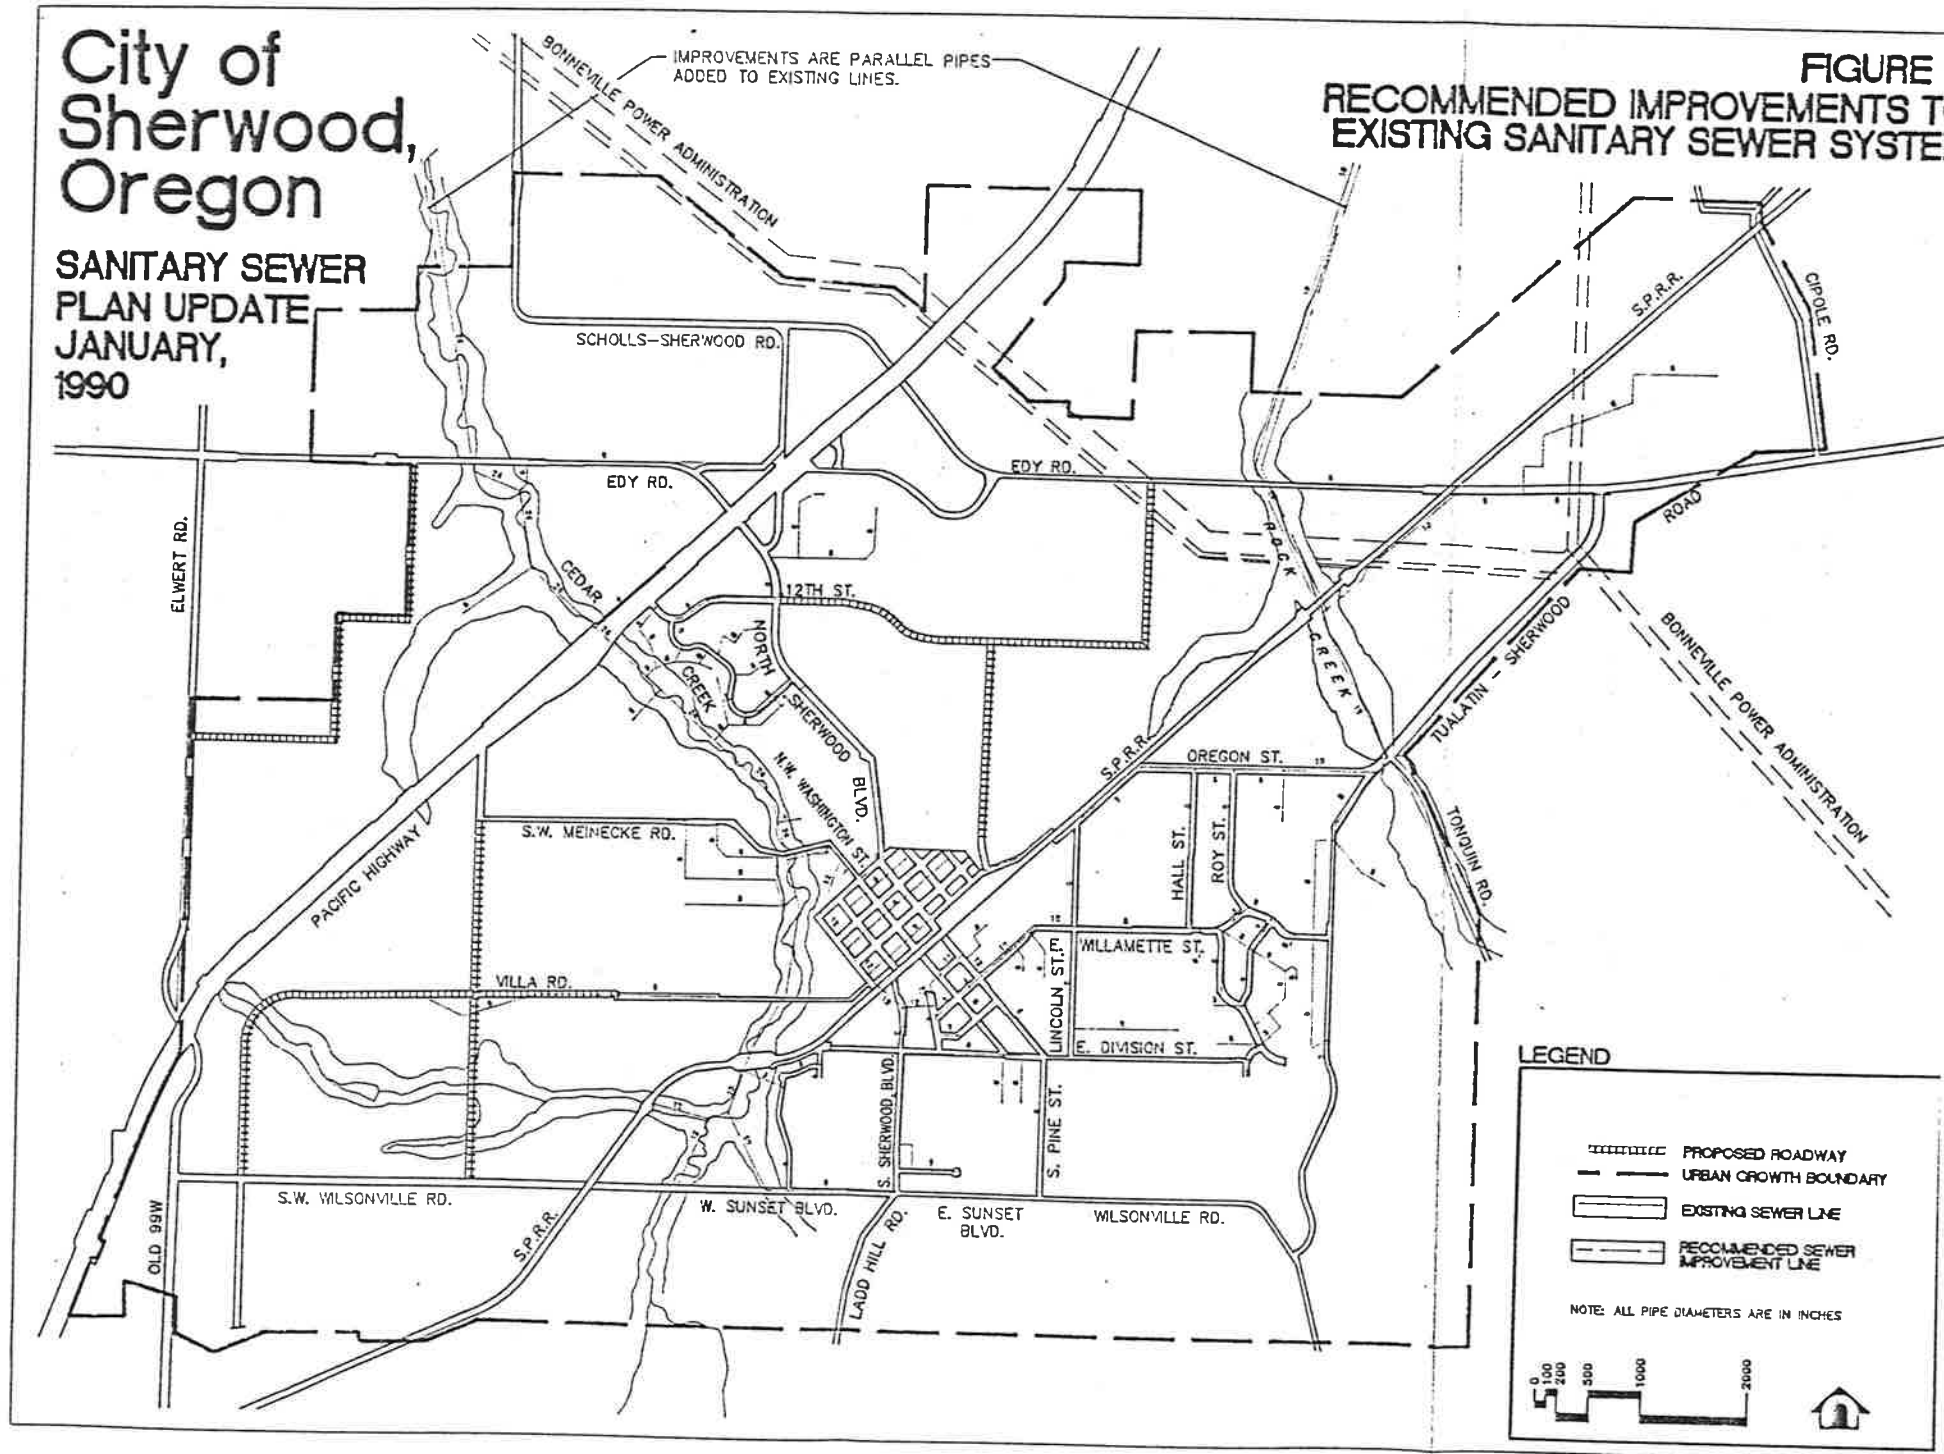 City of
Sherwood,
Oregon
SANITARY SEWER
PLAN UPDATE
JANUARY,
1990
IMPROVEMENTS ARE PARALLEL PIPES
ADDED TO EXISTING LINES.
FIGURE
RECOMMENDED IMPROVEMENTS
EXISTING SANITARY SEWER
BONNEVILLE POWER ADMINISTRATION
SCHOLLS-SHERWOOD RD.
S.P.R.R.
CIPOLE RD.
EDY RD.
EDY RD.
ROAD
ELWERT RD.
CEDAR
CREEK
12TH ST.
NORTH
SHERWOOD
BLVD.
ROCK
CREEK
TUALATIN - SHERWOOD
BONNEVILLE POWER ADMINISTRATION
N.W. WASHINGTON ST.
S.P.R.R.
OREGON ST.
S.W. MEINECKE RD.
PACIFIC HIGHWAY
HALL ST.
ROY ST.
TONQUIN RD.
E. WILLAMETTE ST.
VILLA RD.
LINCOLN ST.
E. DIVISION ST.
S. SHERWOOD BLVD.
S. PINE ST.
OLD 99W
S.W. WILSONVILLE RD.
S.P.R.R.
W. SUNSET BLVD.
LADD HILL RD.
E. SUNSET
BLVD.
WILSONVILLE RD.
LEGEND
PROPOSED ROADWAY
URBAN GROWTH BOUNDARY
EXISTING SEWER LINE
RECOMMENDED SEWER
IMPROVEMENT LINE
NOTE: ALL PIPE DIAMETERS ARE IN INCHES
0 100 200 500 1000 2000